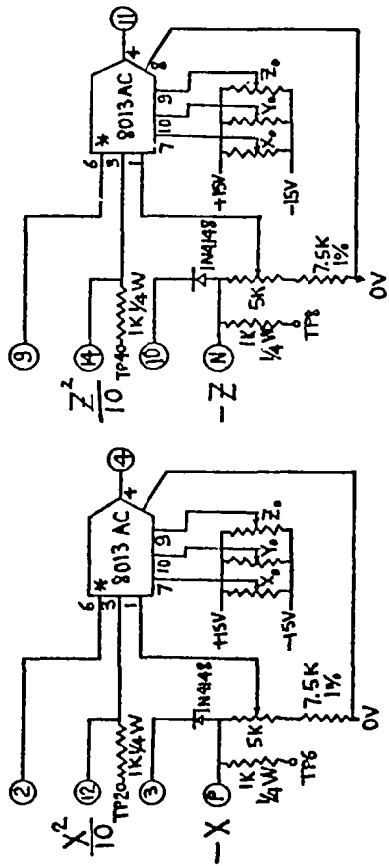 2
6
*
8013 AC
4
4
X²/10
12
3
TP2
1K 1/4W
1
7
10
9
3
+15V
X₀
Y₀
Z₀
-15V
1N4148
-X
P
5K
1K
1/4W
TP6
7.5K
1%
0V
9
6
*
8013AC
4
11
8
Z²/10
14
3
TP4
1K 1/4W
1
7
10
9
10
+15V
X₀
Y₀
Z₀
-15V
1N4148
-Z
N
5K
1K
1/4W
TP8
7.5K
1%
0V